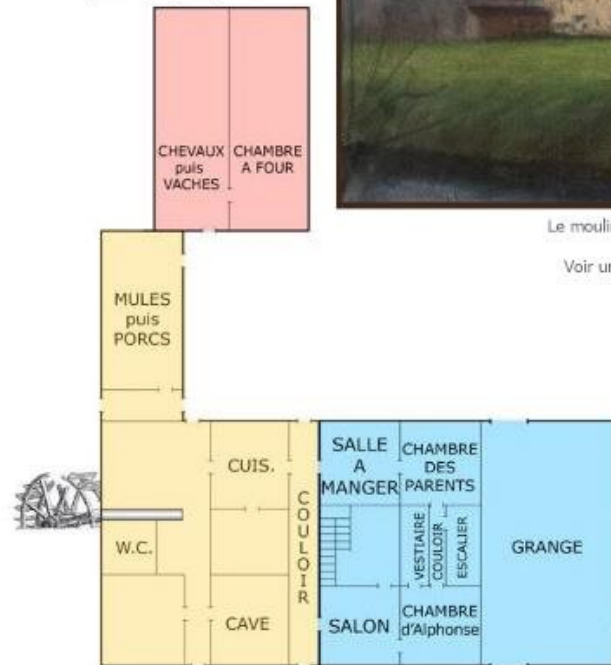 CHEVAUX
puis
VACHES
CHAMBRE
A FOUR
Le mouli
Voir un
MULES
puis
PORCS
CUIS.
COULOIR
SALLE
A
MANGER
CHAMBRE
DES
PARENTS
W.C.
VESTIAIRE
COULOIR
ESCALIER
GRANGE
CAVE
SALON
CHAMBRE
d'Alphonse